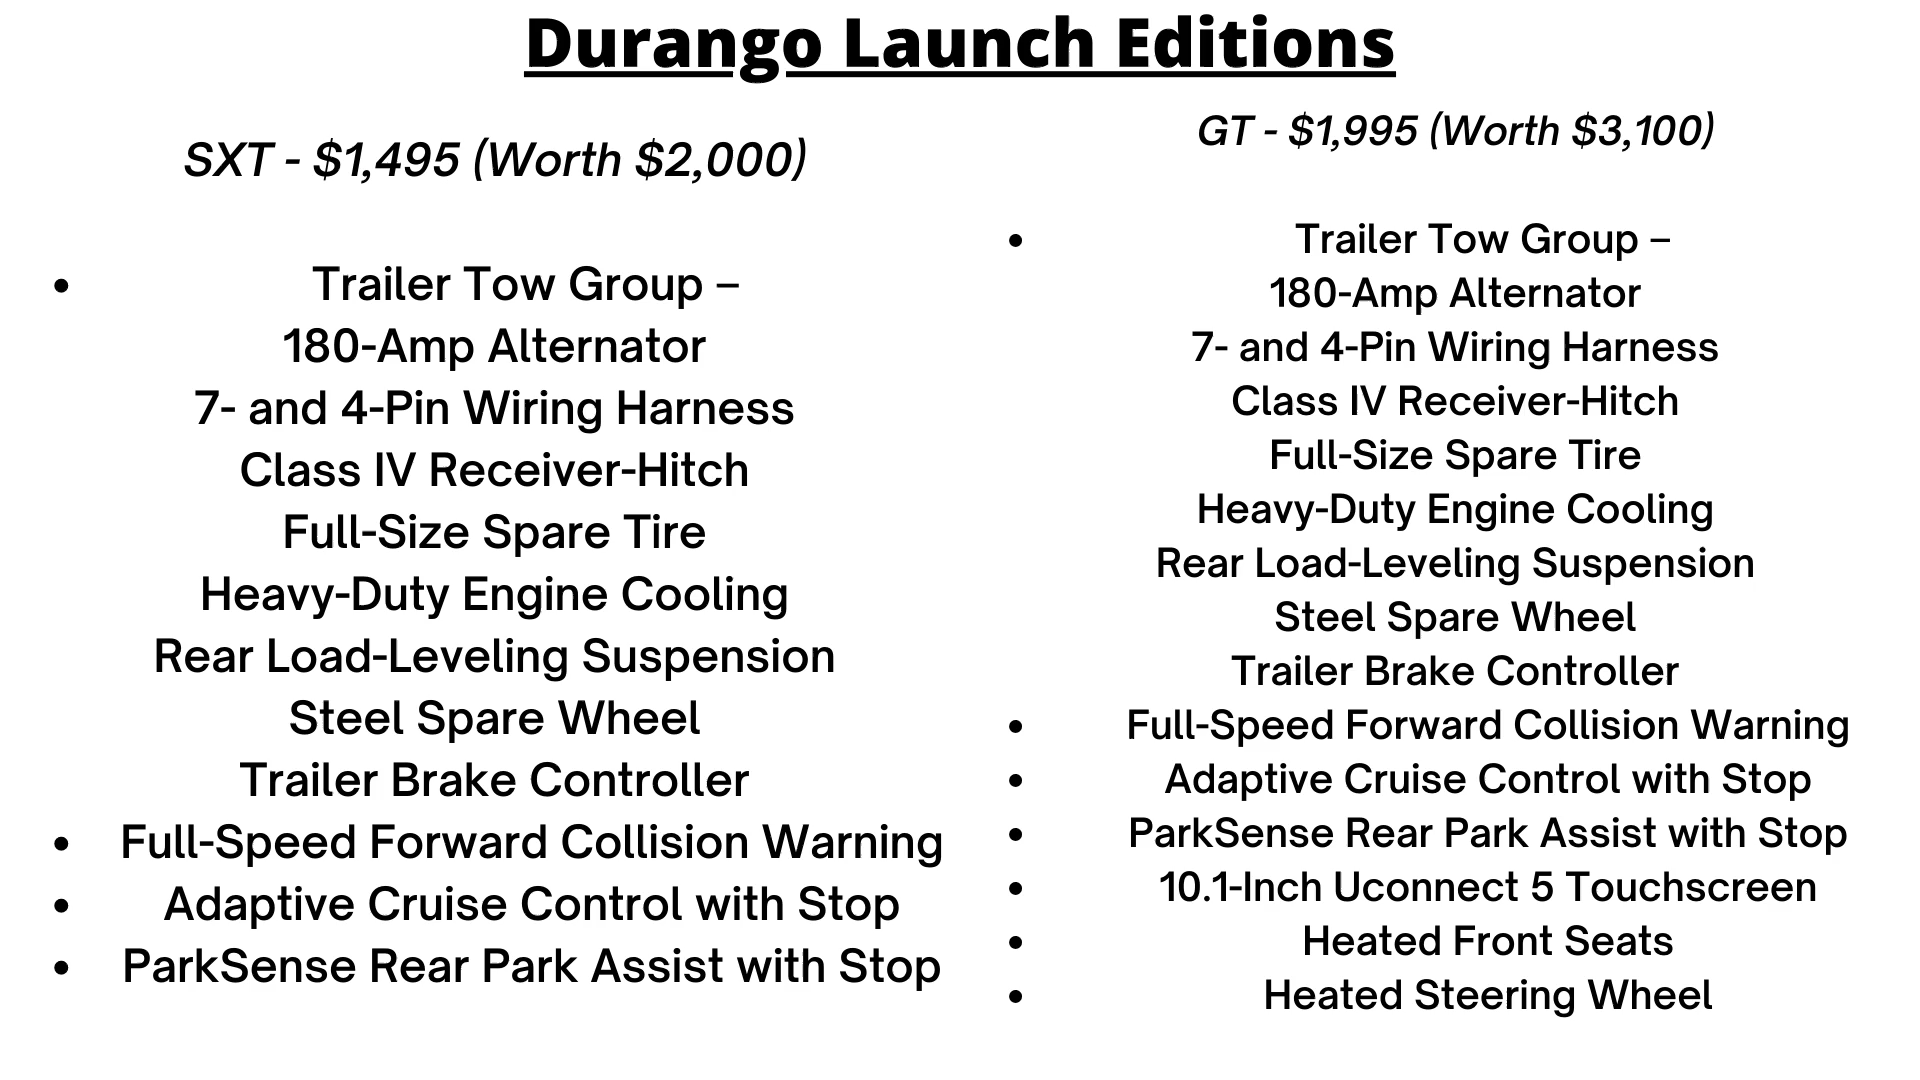 Durango Launch Editions
SXT - $1,495 (Worth $2,000)
• Trailer Tow Group –
180-Amp Alternator
7- and 4-Pin Wiring Harness
Class IV Receiver-Hitch
Full-Size Spare Tire
Heavy-Duty Engine Cooling
Rear Load-Leveling Suspension
Steel Spare Wheel
Trailer Brake Controller
• Full-Speed Forward Collision Warning
• Adaptive Cruise Control with Stop
• ParkSense Rear Park Assist with Stop
GT - $1,995 (Worth $3,100)
• Trailer Tow Group –
180-Amp Alternator
7- and 4-Pin Wiring Harness
Class IV Receiver-Hitch
Full-Size Spare Tire
Heavy-Duty Engine Cooling
Rear Load-Leveling Suspension
Steel Spare Wheel
Trailer Brake Controller
• Full-Speed Forward Collision Warning
• Adaptive Cruise Control with Stop
• ParkSense Rear Park Assist with Stop
• 10.1-Inch Uconnect 5 Touchscreen
• Heated Front Seats
• Heated Steering Wheel